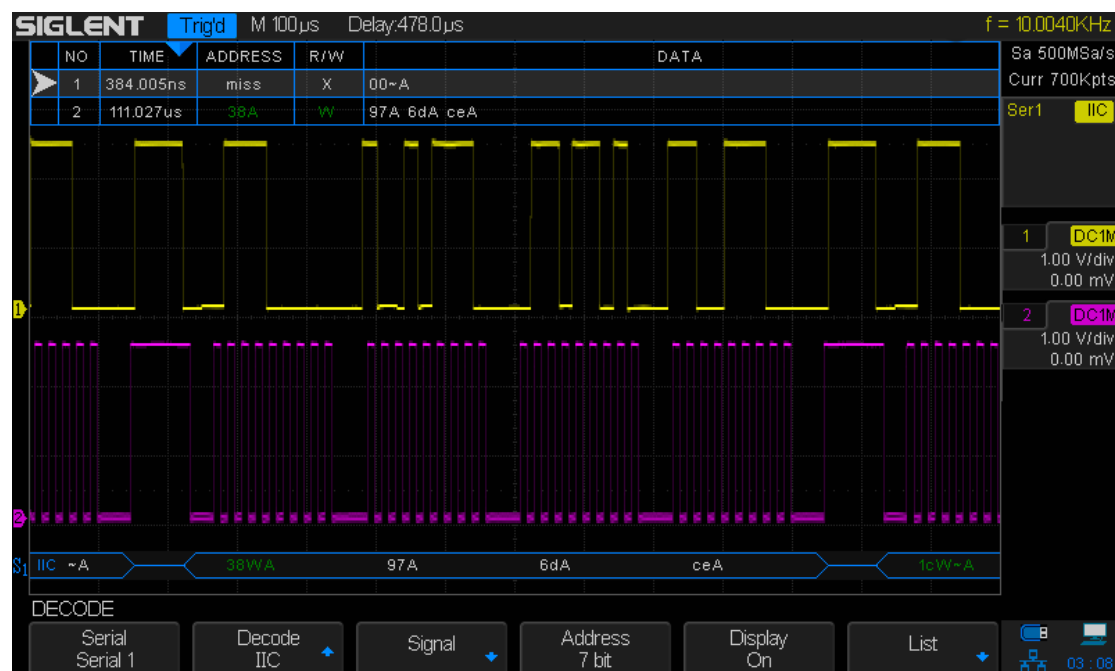 SIGLENT Trig'd M 100µs Delay:478.0µs f = 10.0040KHz
Sa 500MSa/s
Curr 700Kpts
NO TIME ADDRESS R/W DATA
1 384.005ns miss X 00~A
2 111.027us 38A W 97A 6dA ceA
Ser1 IIC
1 DC1M
1.00 V/div
0.00 mV
2 DC1M
1.00 V/div
0.00 mV
1
2
S1 IIC ~A 38WA 97A 6dA ceA 1cW~A
DECODE
Serial
Serial 1
Decode
IIC
Signal
Address
7 bit
Display
On
List
03:06